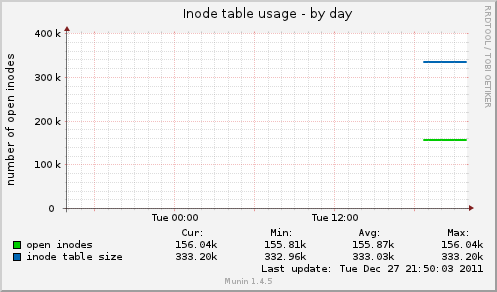 Inode table usage - by day
RRDTOOL / TOBI OETIKER
number of open inodes
400 k
300 k
200 k
100 k
0
Tue 00:00 Tue 12:00
Cur: Min: Avg: Max:
open inodes 156.04k 155.81k 155.87k 156.04k
inode table size 333.20k 332.96k 333.03k 333.20k
Last update: Tue Dec 27 21:50:03 2011
Munin 1.4.5